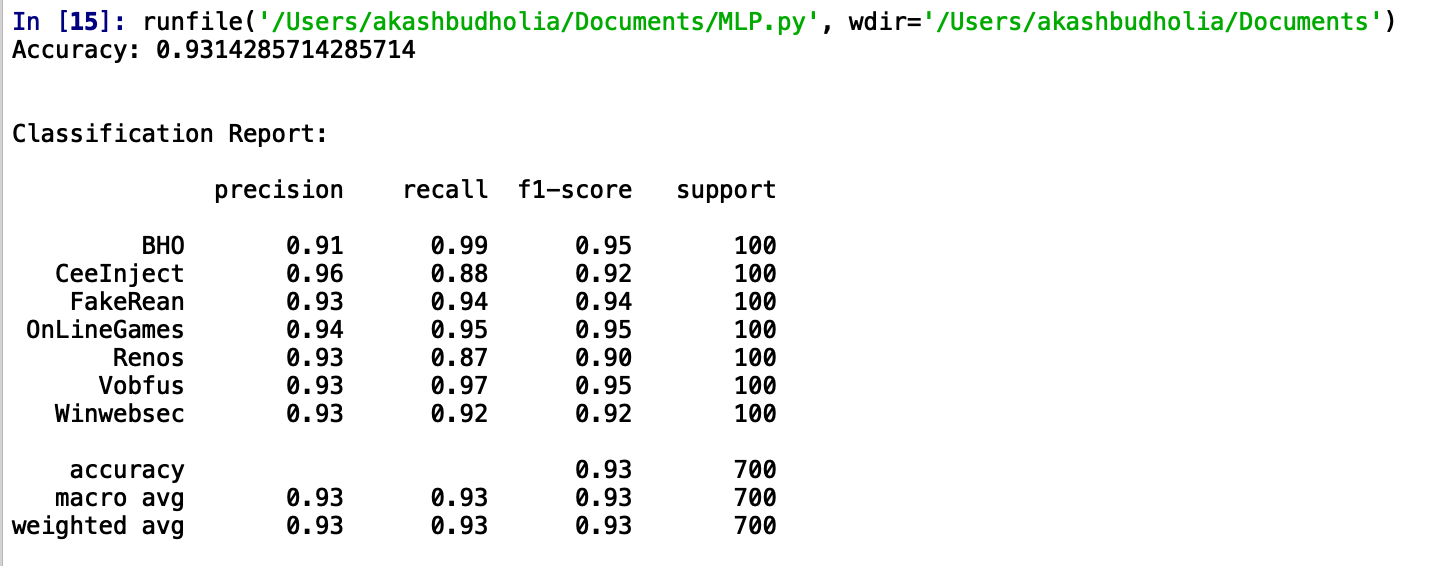 In [15]: runfile('/Users/akashbudholia/Documents/MLP.py', wdir='/Users/akashbudholia/Documents')
Accuracy: 0.9314285714285714
Classification Report:
precision recall f1-score support
BHO 0.91 0.99 0.95 100
CeeInject 0.96 0.88 0.92 100
FakeRean 0.93 0.94 0.94 100
OnLineGames 0.94 0.95 0.95 100
Renos 0.93 0.87 0.90 100
Vobfus 0.93 0.97 0.95 100
Winwebsec 0.93 0.92 0.92 100
accuracy 0.93 700
macro avg 0.93 0.93 0.93 700
weighted avg 0.93 0.93 0.93 700